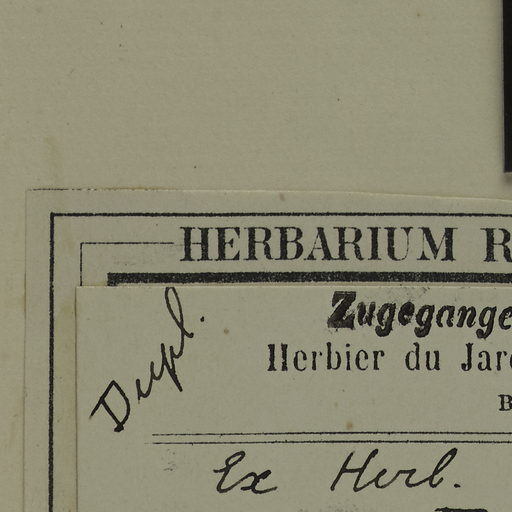 HERBARIUM R
Dupl.
Zugegange
Herbier du Jar
B
Ex Herb.